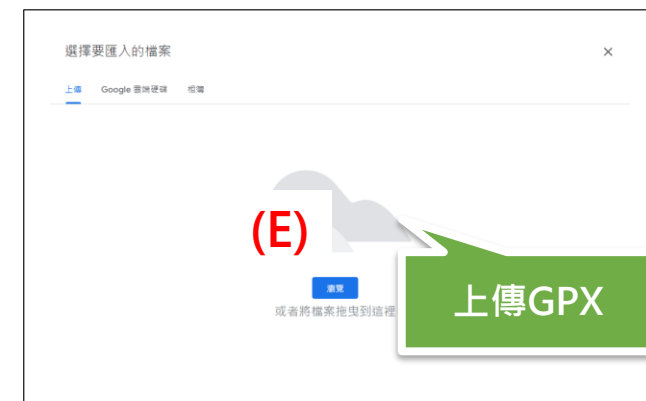 選擇要匯入的檔案
上傳 Google 雲端硬碟 相簿
(E)
瀏覽
或者將檔案拖曳到這裡
上傳GPX